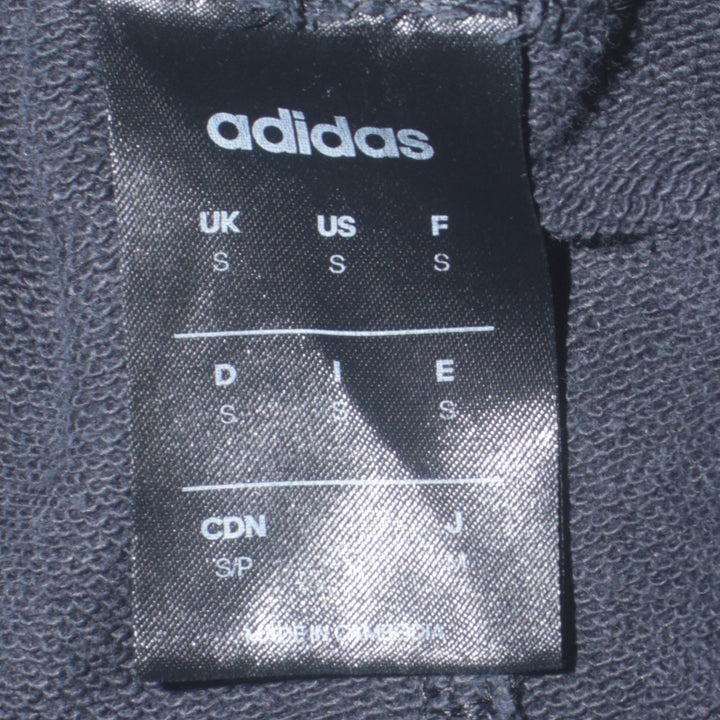 adidas
UK US F
S S S
D I E
S S S
CDN J
S/P M
MADE IN CAMBODIA